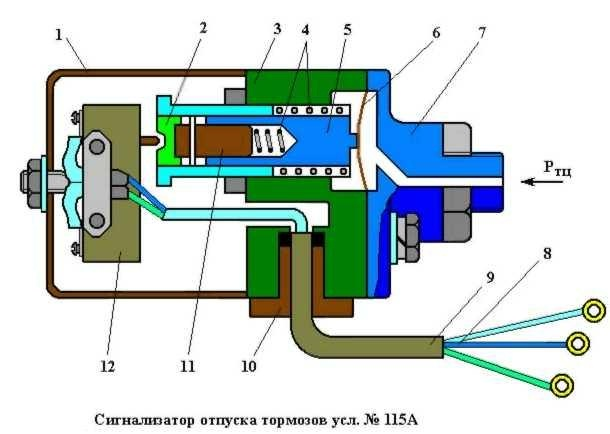 1 2 3 4 5 6 7
Pтц
8
9
12 11 10
Сигнализатор отпуска тормозов усл. № 115А